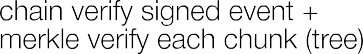 chain verify signed event +
merkle verify each chunk (tree)